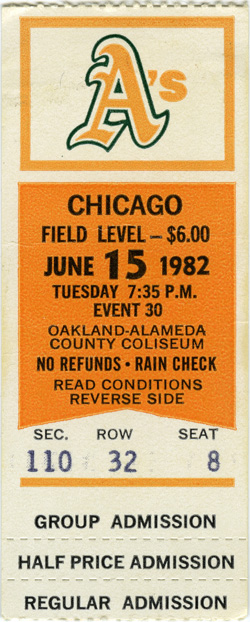 A's
CHICAGO
FIELD LEVEL – $6.00
JUNE 15 1982
TUESDAY 7:35 P.M.
EVENT 30
OAKLAND-ALAMEDA
COUNTY COLISEUM
NO REFUNDS • RAIN CHECK
READ CONDITIONS
REVERSE SIDE
SEC. ROW SEAT
110 32 8
GROUP ADMISSION
HALF PRICE ADMISSION
REGULAR ADMISSION